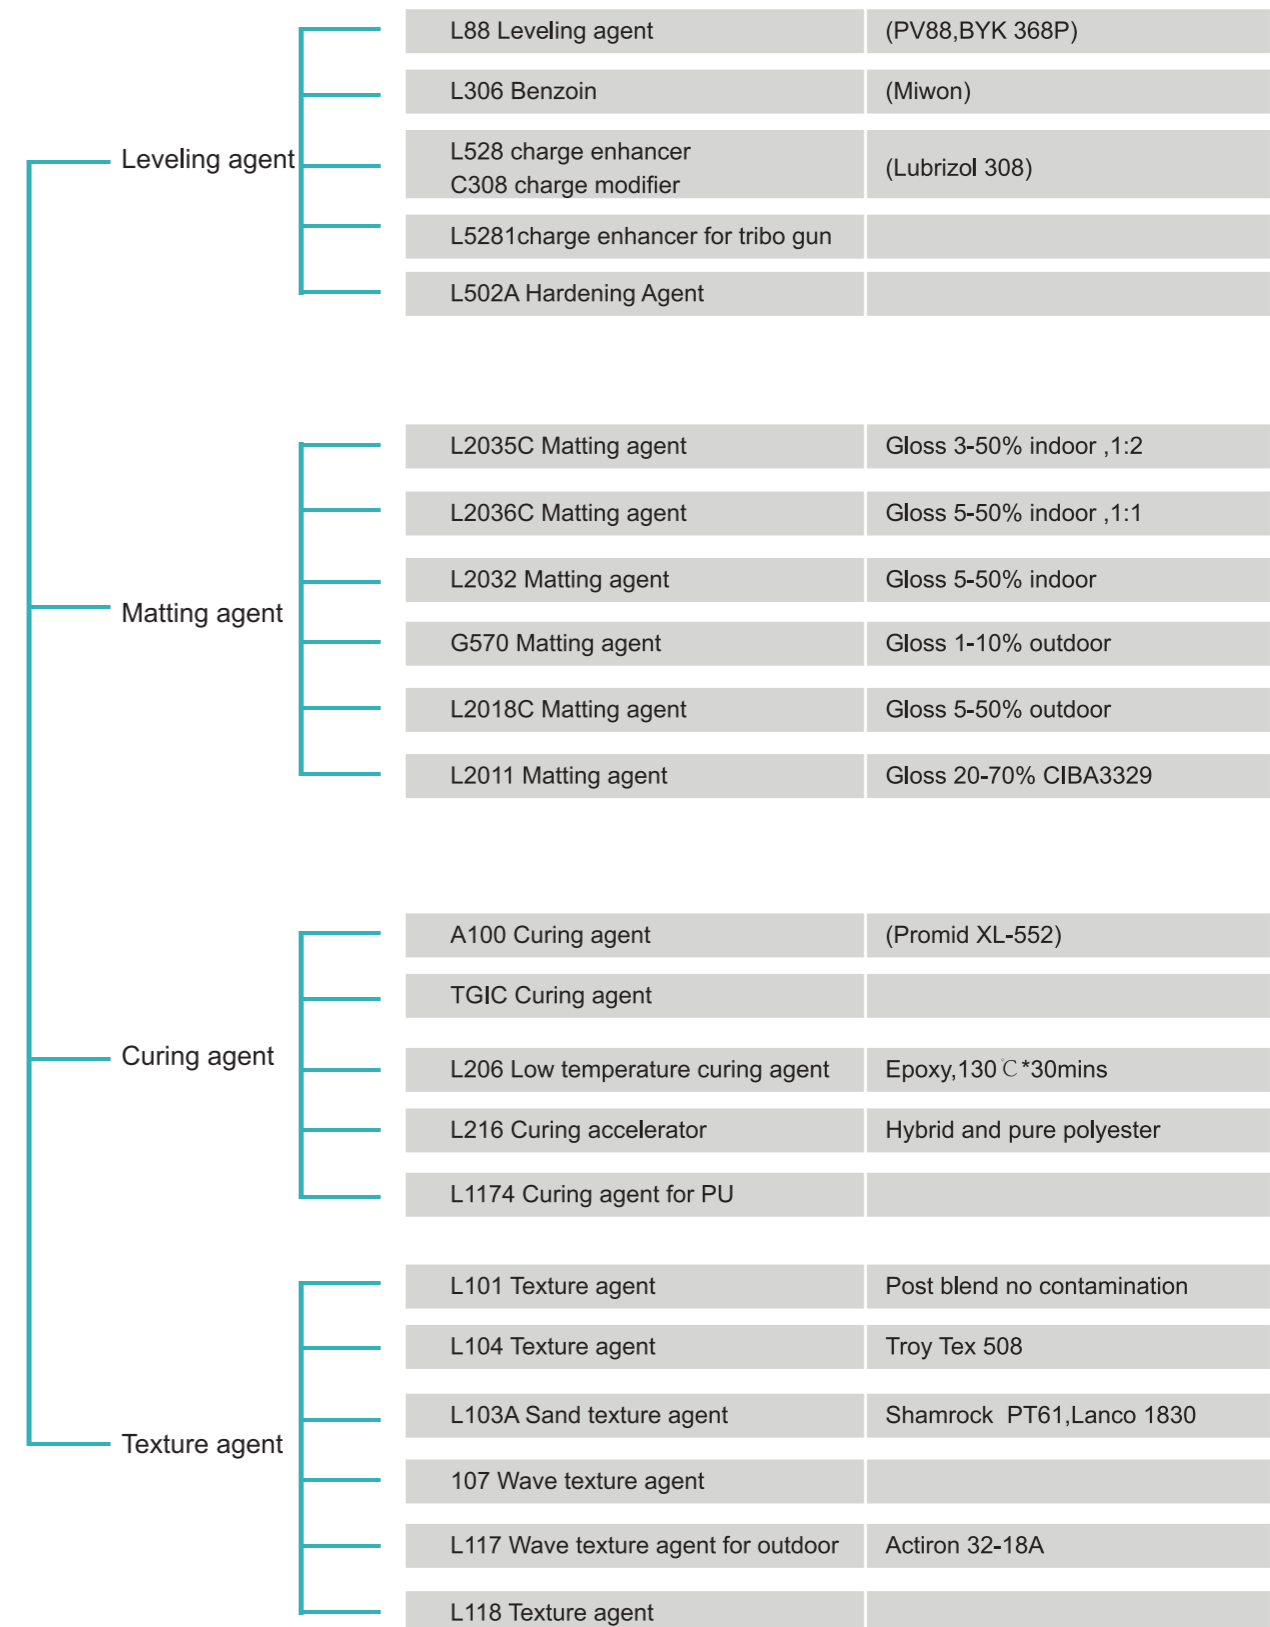 Leveling agent
L88 Leveling agent (PV88,BYK 368P)
L306 Benzoin (Miwon)
L528 charge enhancer
C308 charge modifier (Lubrizol 308)
L5281charge enhancer for tribo gun
L502A Hardening Agent
Matting agent
L2035C Matting agent Gloss 3-50% indoor ,1:2
L2036C Matting agent Gloss 5-50% indoor ,1:1
L2032 Matting agent Gloss 5-50% indoor
G570 Matting agent Gloss 1-10% outdoor
L2018C Matting agent Gloss 5-50% outdoor
L2011 Matting agent Gloss 20-70% CIBA3329
Curing agent
A100 Curing agent (Promid XL-552)
TGIC Curing agent
L206 Low temperature curing agent Epoxy,130℃*30mins
L216 Curing accelerator Hybrid and pure polyester
L1174 Curing agent for PU
Texture agent
L101 Texture agent Post blend no contamination
L104 Texture agent Troy Tex 508
L103A Sand texture agent Shamrock PT61,Lanco 1830
107 Wave texture agent
L117 Wave texture agent for outdoor Actiron 32-18A
L118 Texture agent